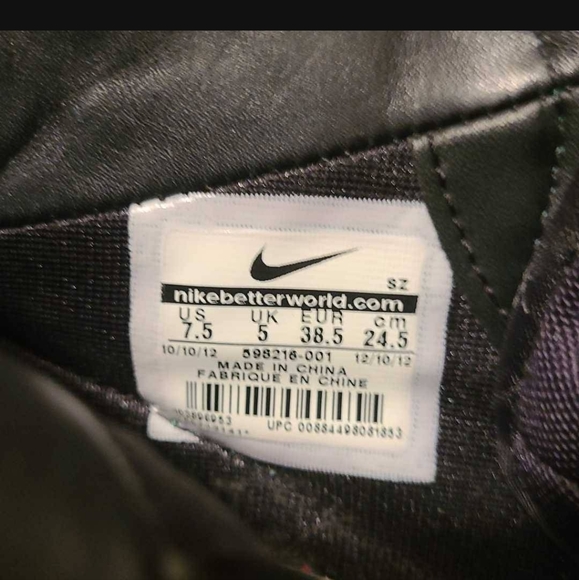 SZ
nikebetterworld.com
US UK EUR cm
7.5 5 38.5 24.5
10/10/12 598216-001 12/10/12
MADE IN CHINA
FABRIQUE EN CHINE
UPC 00884498081853